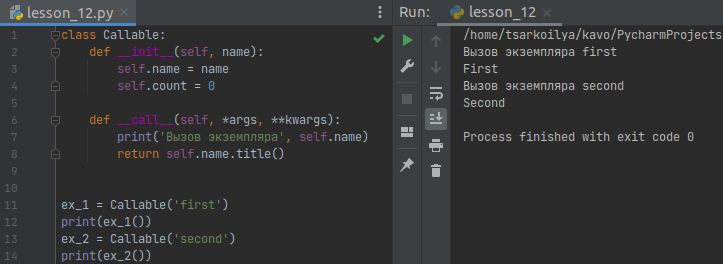 lesson_12.py
Run:
lesson_12
1 class Callable:
2     def __init__(self, name):
3         self.name = name
4         self.count = 0
5
6     def __call__(self, *args, **kwargs):
7         print('Вызов экземпляра', self.name)
8         return self.name.title()
9
10
11 ex_1 = Callable('first')
12 print(ex_1())
13 ex_2 = Callable('second')
14 print(ex_2())
/home/tsarkoilya/kavo/PycharmProjects
Вызов экземпляра first
First
Вызов экземпляра second
Second
Process finished with exit code 0